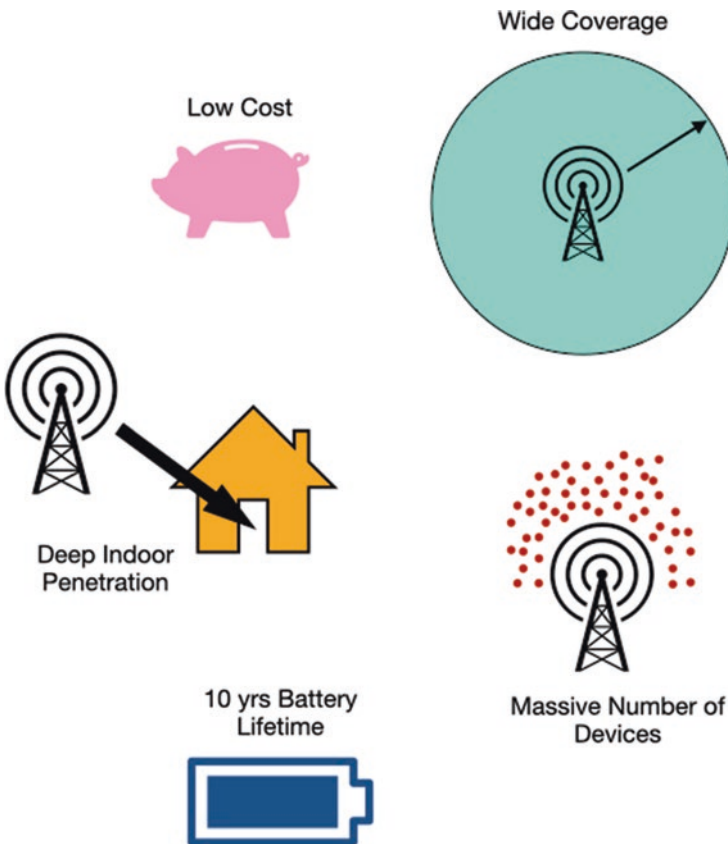 Wide Coverage
Low Cost
Deep Indoor
Penetration
10 yrs Battery
Lifetime
Massive Number of
Devices